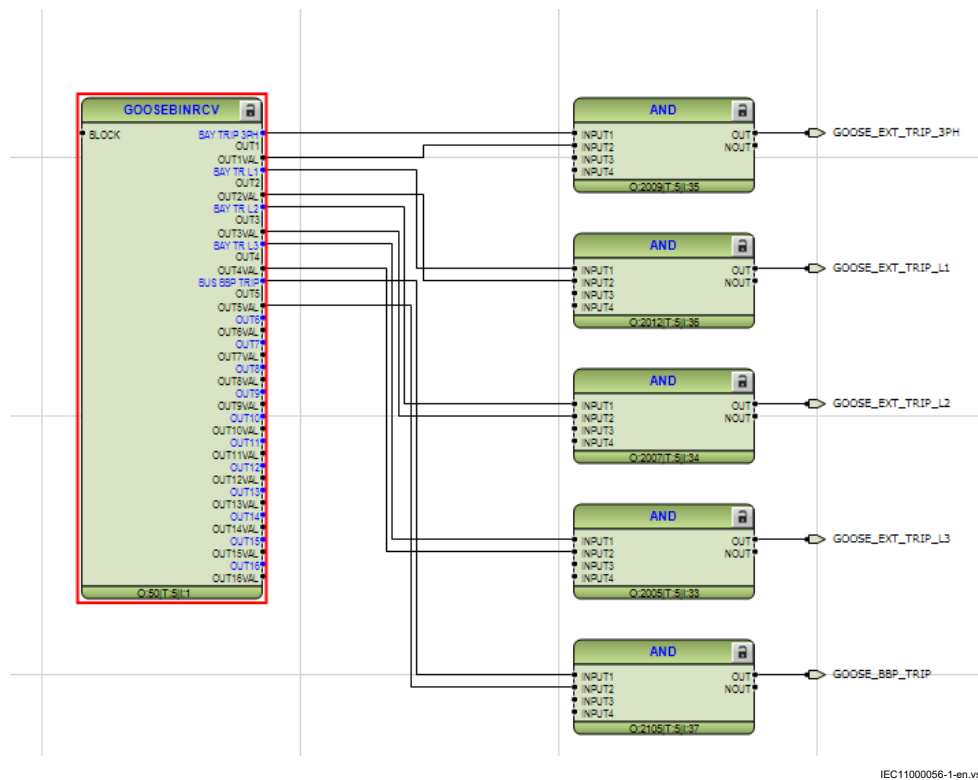 GOOSEBINRCV
BLOCK
BAY TRIP 3PH
OUT1
OUT1VAL
BAY TR L1
OUT2
OUT2VAL
BAY TR L2
OUT3
OUT3VAL
BAY TR L3
OUT4
OUT4VAL
BUS BBP TRIP
OUT5
OUT5VAL
OUT6
OUT6VAL
OUT7
OUT7VAL
OUT8
OUT8VAL
OUT9
OUT9VAL
OUT10
OUT10VAL
OUT11
OUT11VAL
OUT12
OUT12VAL
OUT13
OUT13VAL
OUT14
OUT14VAL
OUT15
OUT15VAL
OUT16
OUT16VAL
O:50|T:5|I:1
AND
INPUT1 OUT
INPUT2 NOUT
INPUT3
INPUT4
O:2009|T:5|I:35
GOOSE_EXT_TRIP_3PH
AND
INPUT1 OUT
INPUT2 NOUT
INPUT3
INPUT4
O:2012|T:5|I:36
GOOSE_EXT_TRIP_L1
AND
INPUT1 OUT
INPUT2 NOUT
INPUT3
INPUT4
O:2007|T:5|I:34
GOOSE_EXT_TRIP_L2
AND
INPUT1 OUT
INPUT2 NOUT
INPUT3
INPUT4
O:2005|T:5|I:33
GOOSE_EXT_TRIP_L3
AND
INPUT1 OUT
INPUT2 NOUT
INPUT3
INPUT4
O:2105|T:5|I:37
GOOSE_BBP_TRIP